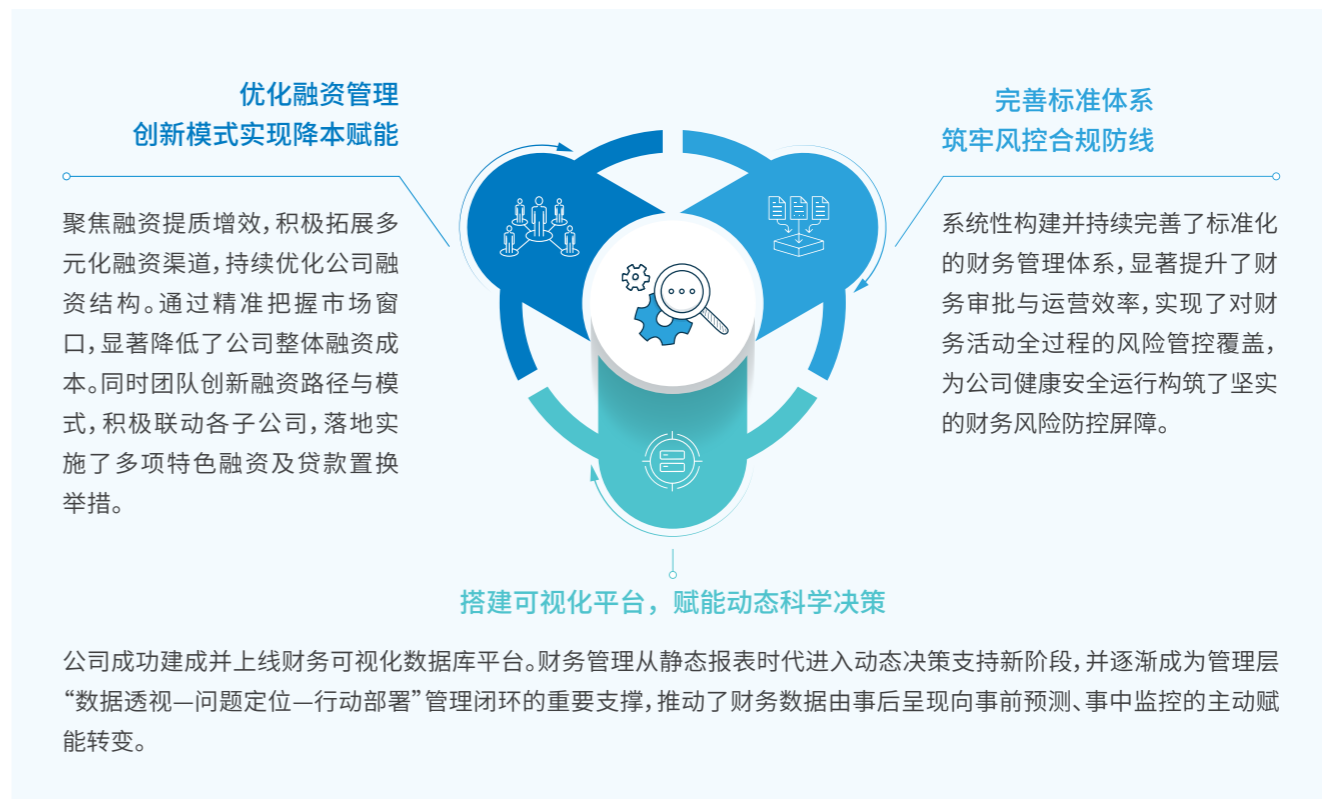 优化融资管理
创新模式实现降本赋能
聚焦融资提质增效，积极拓展多
元化融资渠道，持续优化公司融
资结构。通过精准把握市场窗
口，显著降低了公司整体融资成
本。同时团队创新融资路径与模
式，积极联动各子公司，落地实
施了多项特色融资及贷款置换
举措。
完善标准体系
筑牢风控合规防线
系统性构建并持续完善了标准化
的财务管理体系，显著提升了财
务审批与运营效率，实现了对财
务活动全过程的风险管控覆盖，
为公司健康安全运行构筑了坚实
的财务风险防控屏障。
搭建可视化平台，赋能动态科学决策
公司成功建成并上线财务可视化数据库平台。财务管理从静态报表时代进入动态决策支持新阶段，并逐渐成为管理层
“数据透视—问题定位—行动部署”管理闭环的重要支撑，推动了财务数据由事后呈现向事前预测、事中监控的主动赋
能转变。